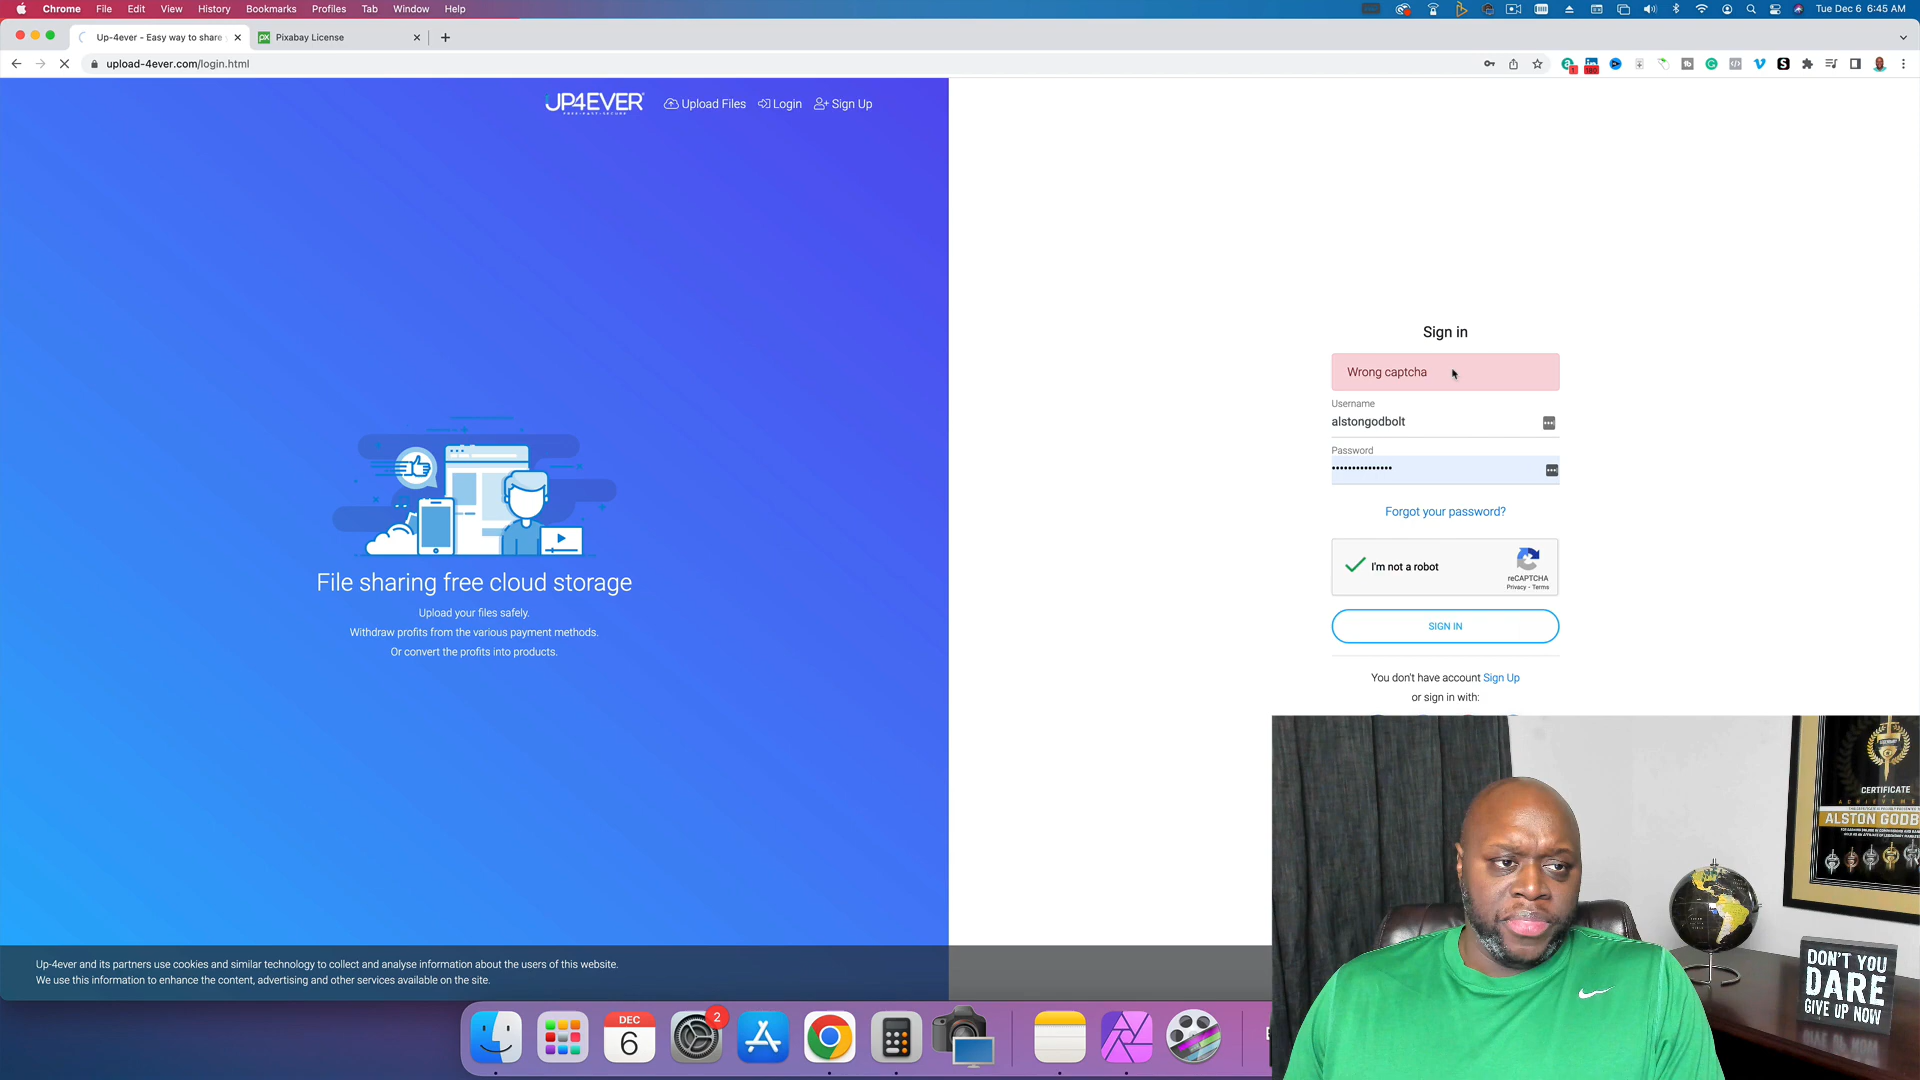 Chrome File Edit View History Bookmarks Profiles Tab Window Help Tue Dec 6 6:45 AM
Up-4ever - Easy way to share Pixabay License
upload-4ever.com/login.html
UP4EVER Upload Files Login Sign Up
FREE-FAST-SECURE
File sharing free cloud storage
Upload your files safely.
Withdraw profits from the various payment methods.
Or convert the profits into products.
Sign in
Wrong captcha
Username
alstongodbolt
Password
Forgot your password?
I'm not a robot
reCAPTCHA
Privacy - Terms
SIGN IN
You don't have account Sign Up
or sign in with:
Up-4ever and its partners use cookies and similar technology to collect and analyse information about the users of this website.
We use this information to enhance the content, advertising and other services available on the site.
DEC
6
2
CERTIFICATE
ALSTON GODB
DON'T YOU
DARE
GIVE UP NOW